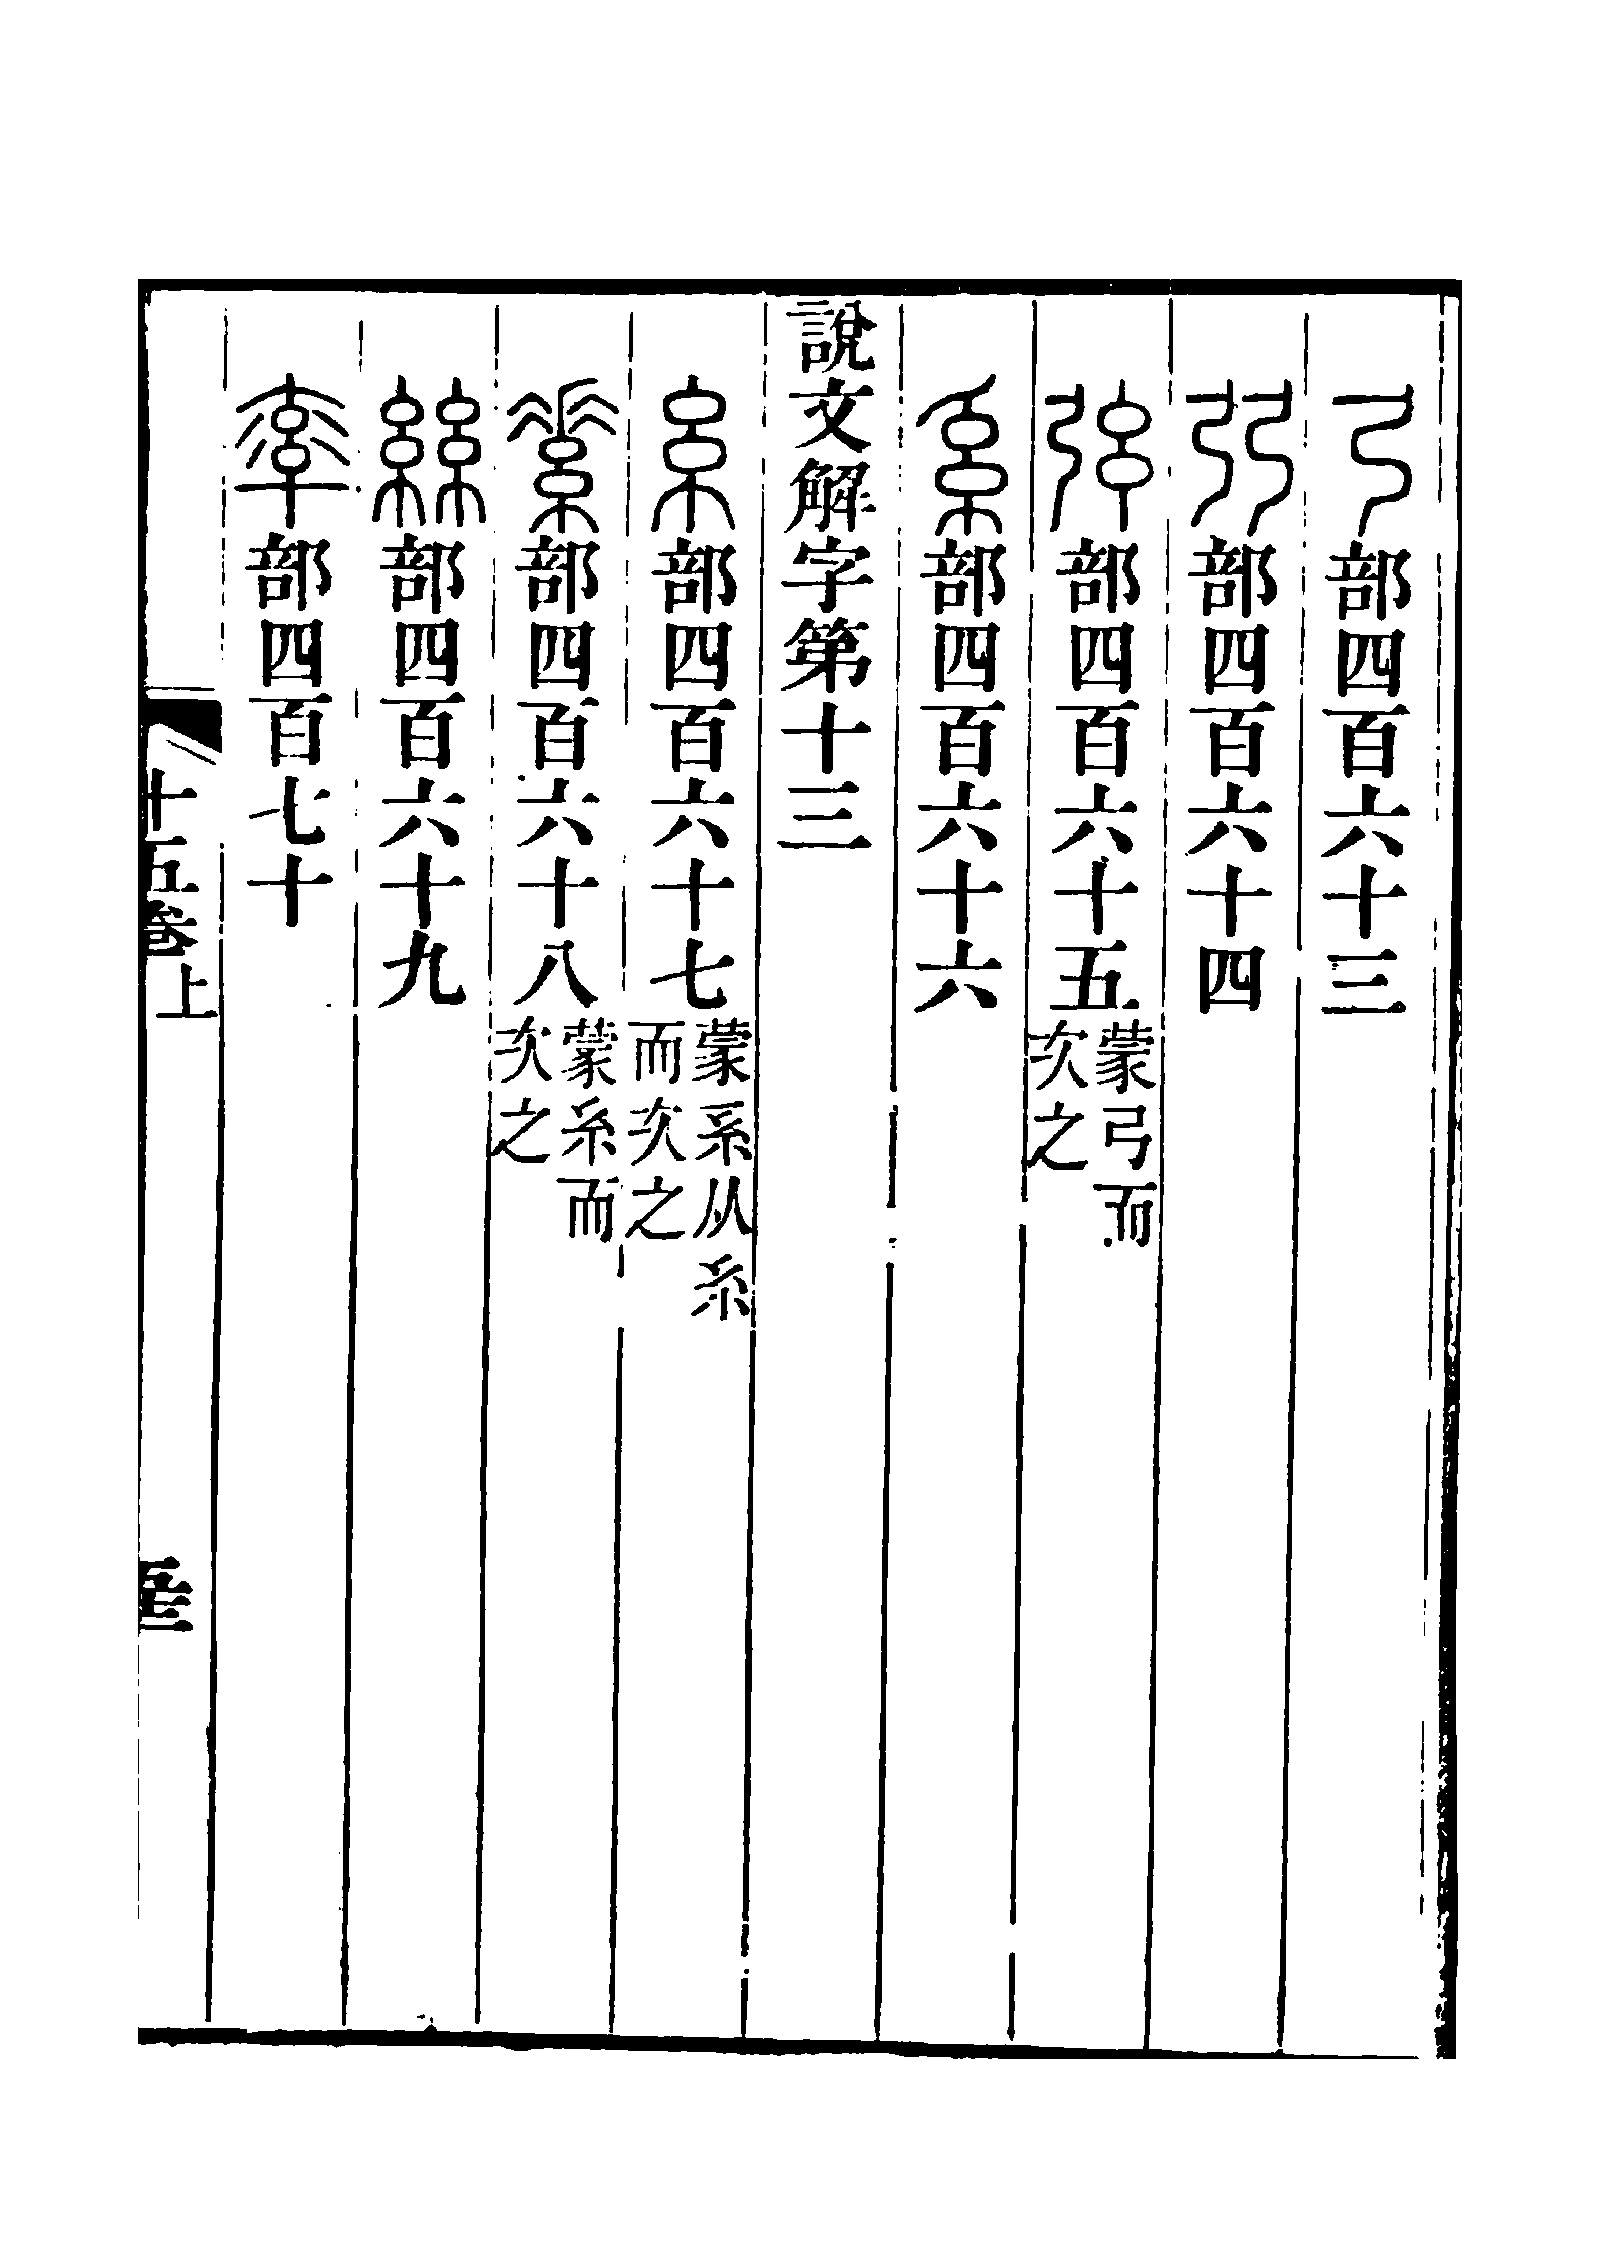 弓部四百六十三
弜部四百六十四
弦部四百六十五蒙弓而次之
系部四百六十六
說文解字第十三
糸部四百六十七蒙系从糸而次之
素部四百六十八蒙糸而次之
絲部四百六十九
率部四百七十
十五卷上